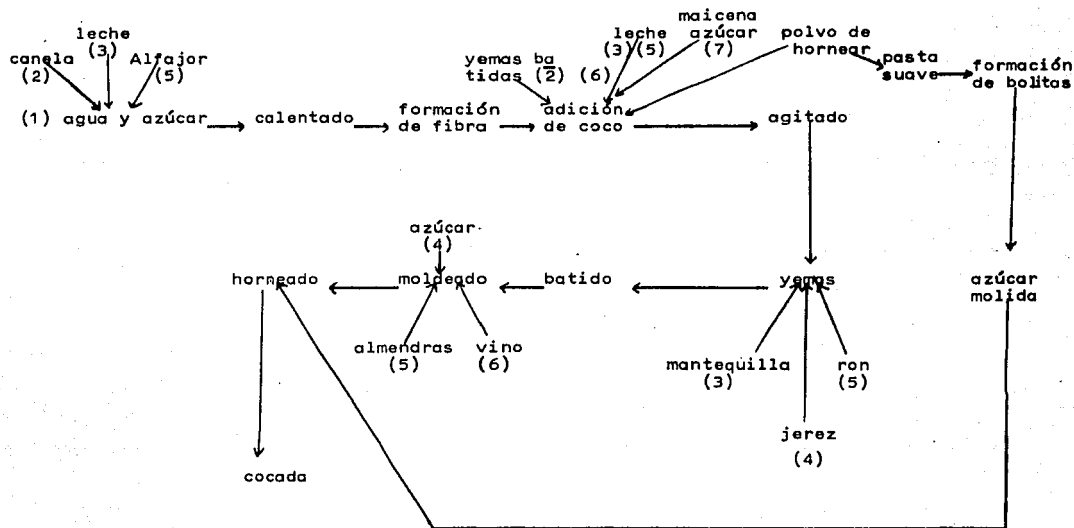 leche
(3)
canela
(2)
Alfajor
(5)
(1) agua y azúcar
calentado
formación
de fibra
yemas ba
tidas (2) (6)
leche
(3)(5)
maicena
azúcar
(7)
adición
de coco
polvo de
hornear
pasta
suave
formación
de bolitas
agitado
azúcar
(4)
horneado
moldeado
batido
yemas
azúcar
molida
almendras
(5)
vino
(6)
mantequilla
(3)
ron
(5)
jerez
(4)
cocada